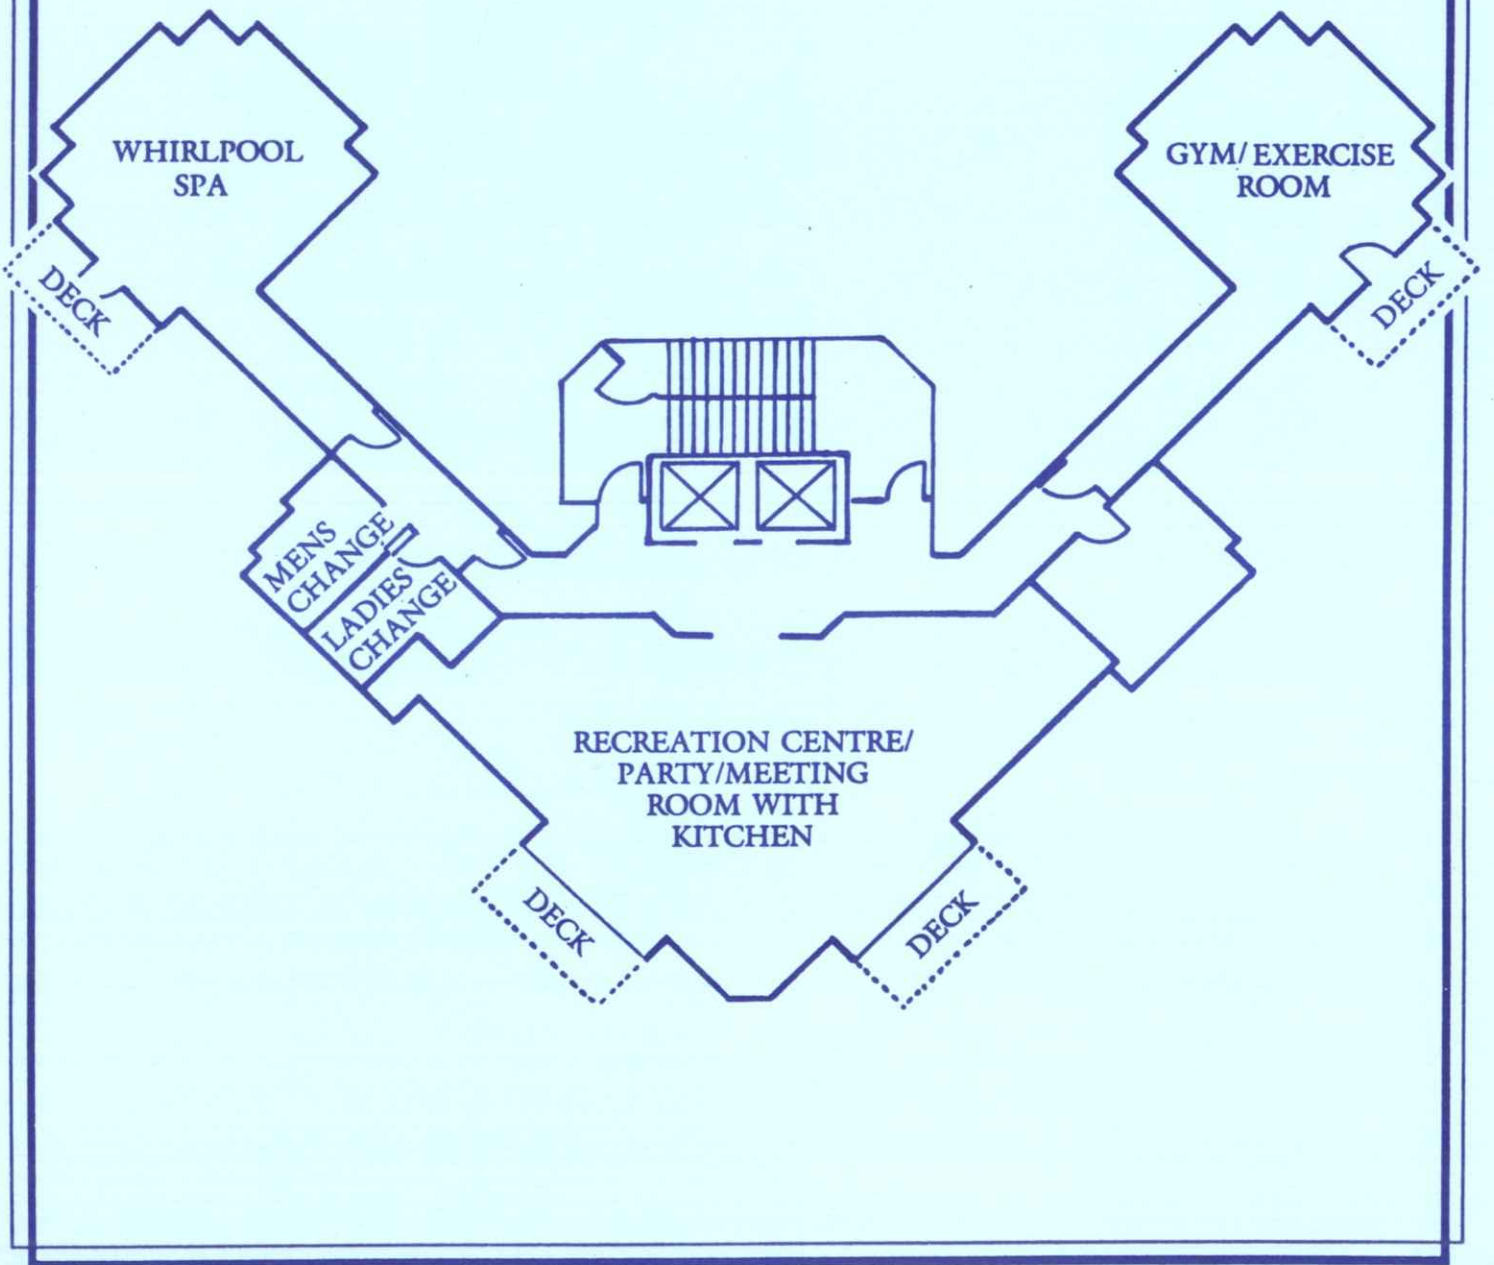 WHIRLPOOL
SPA
GYM/EXERCISE
ROOM
DECK
DECK
MENS
CHANGE
LADIES
CHANGE
RECREATION CENTRE/
PARTY/MEETING
ROOM WITH
KITCHEN
DECK
DECK